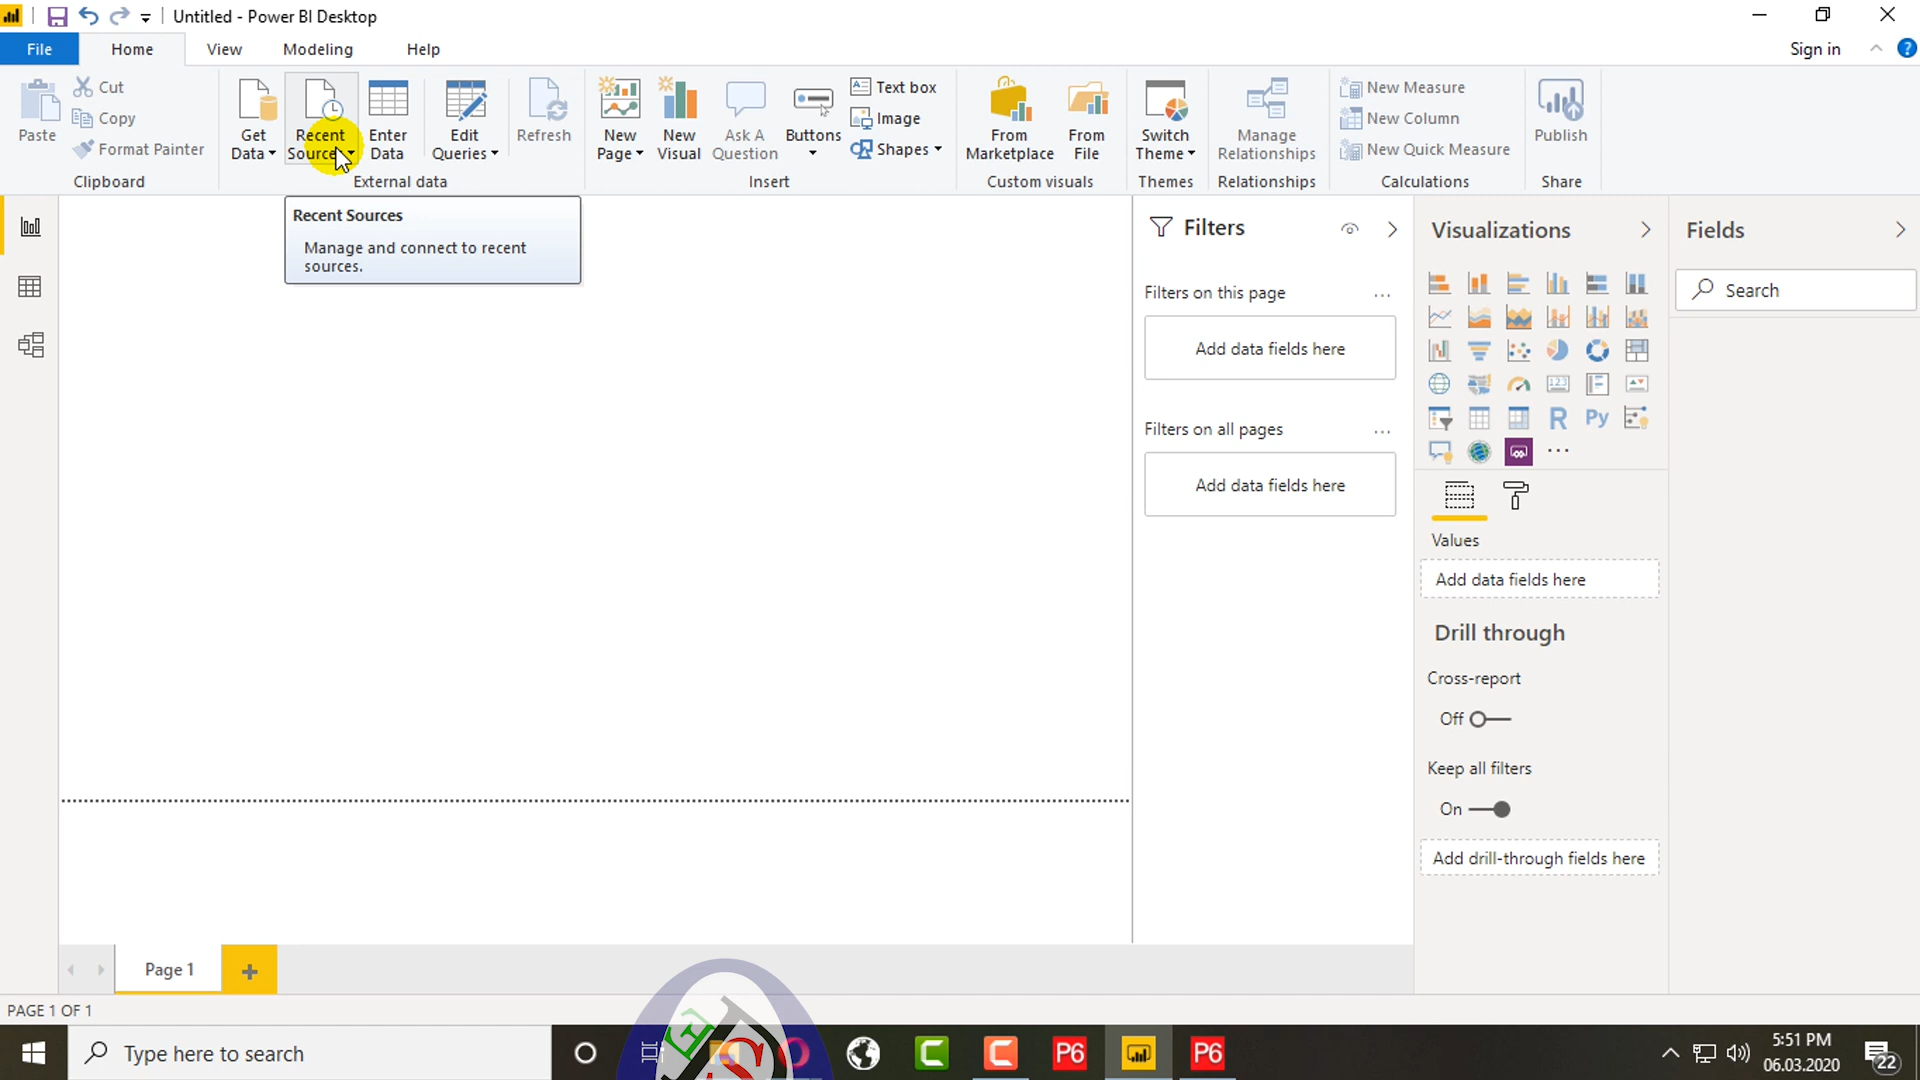 Untitled - Power BI Desktop
File
Home
View
Modeling
Help
Sign in
Paste
Cut
Copy
Format Painter
Clipboard
Get Data
Recent Sources
Enter Data
Edit Queries
Refresh
External data
New Page
New Visual
Ask A Question
Buttons
Text box
Image
Shapes
Insert
From Marketplace
From File
Custom visuals
Switch Theme
Themes
Manage Relationships
Relationships
New Measure
New Column
New Quick Measure
Calculations
Publish
Share
Recent Sources
Manage and connect to recent
sources.
Filters
Filters on this page
Add data fields here
Filters on all pages
Add data fields here
Visualizations
123
R
Py
Values
Add data fields here
Drill through
Cross-report
Off
Keep all filters
On
Add drill-through fields here
Fields
Search
Page 1
PAGE 1 OF 1
Type here to search
P6
P6
5:51 PM
06.03.2020
22